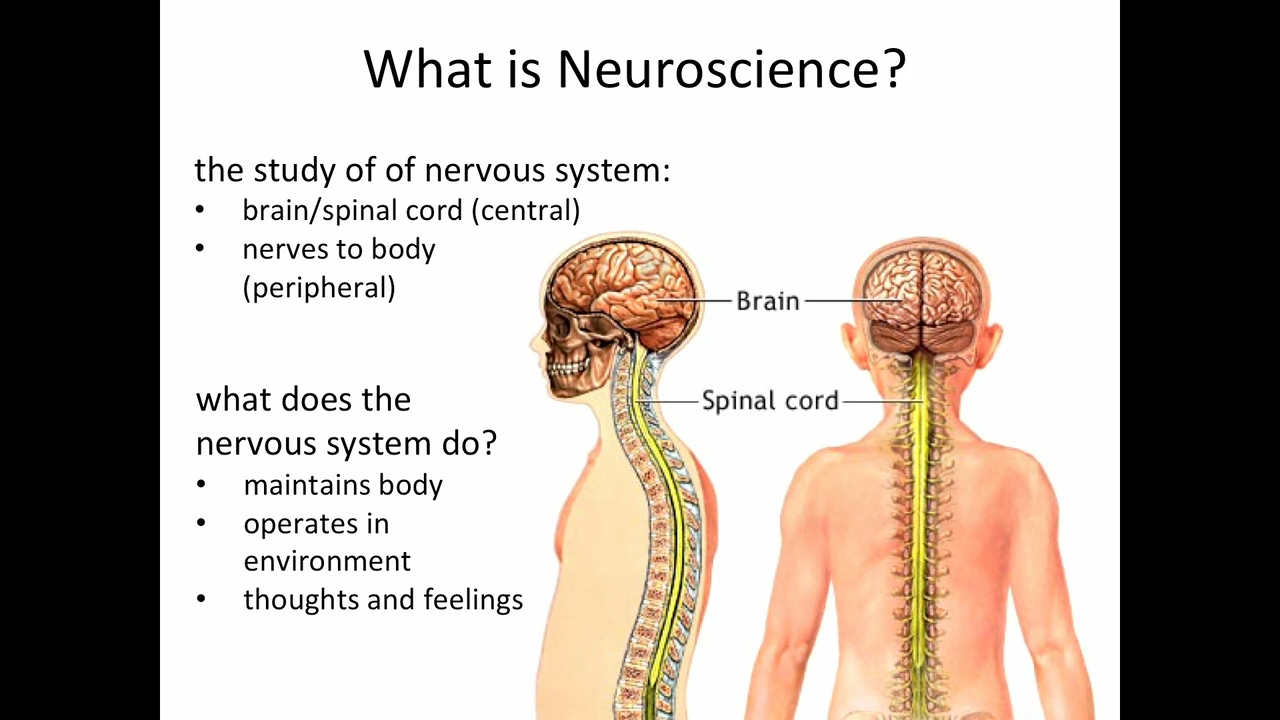 What is Neuroscience?
the study of of nervous system:
• brain/spinal cord (central)
• nerves to body
(peripheral)
Brain
what does the
Spinal cord
nervous system do?
• maintains body
• operates in
environment
• thoughts and feelings